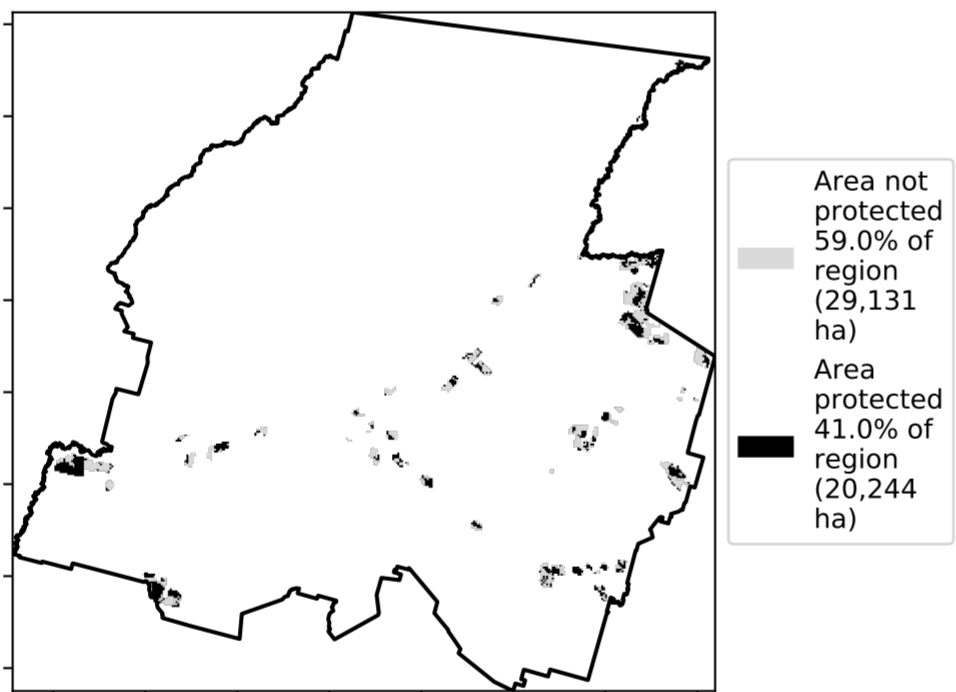 Area not
protected
59.0% of
region
(29,131
ha)
Area
protected
41.0% of
region
(20,244
ha)